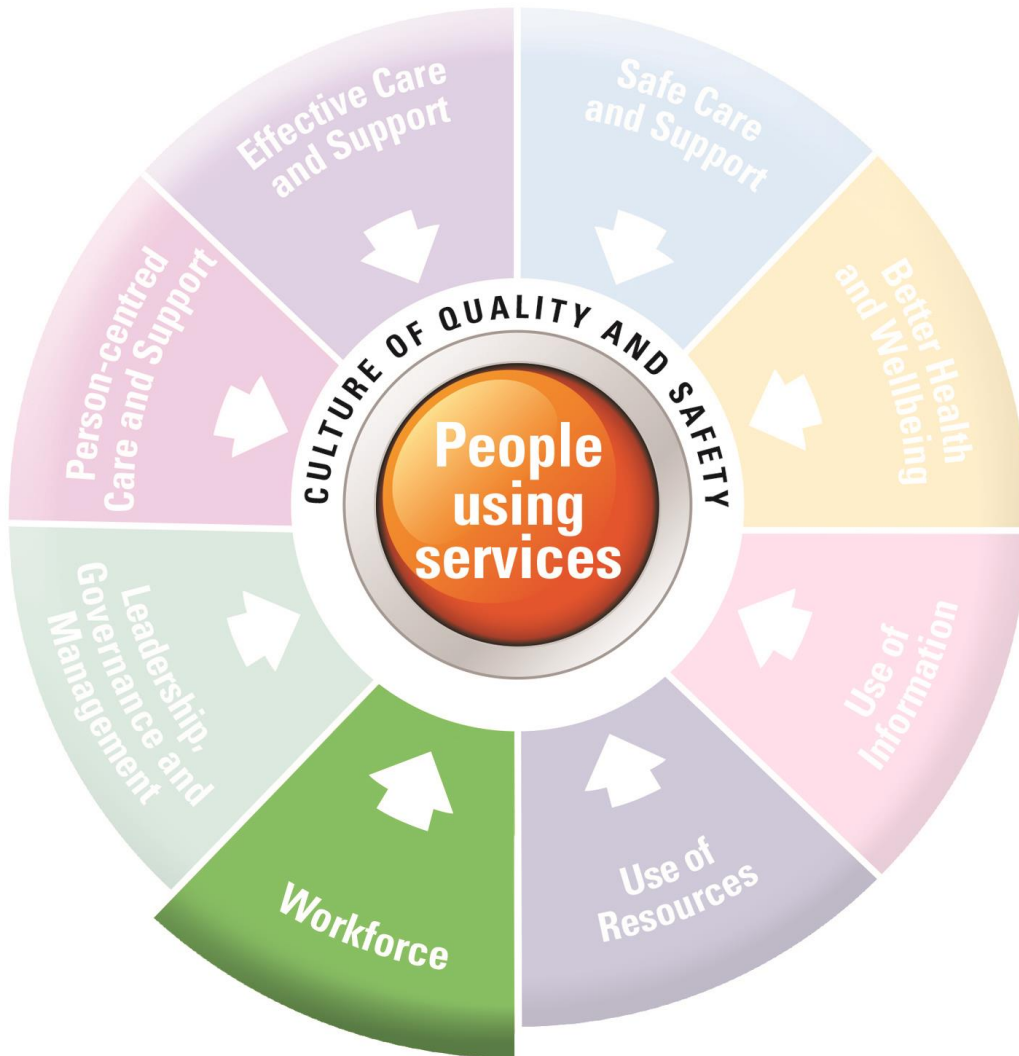 Effective Care
and Support
Safe Care
and Support
Better Health
and Wellbeing
Use of
Information
Use of
Resources
Workforce
Leadership,
Governance and
Management
Person-centred
Care and Support
CULTURE OF QUALITY AND SAFETY
People
using
services